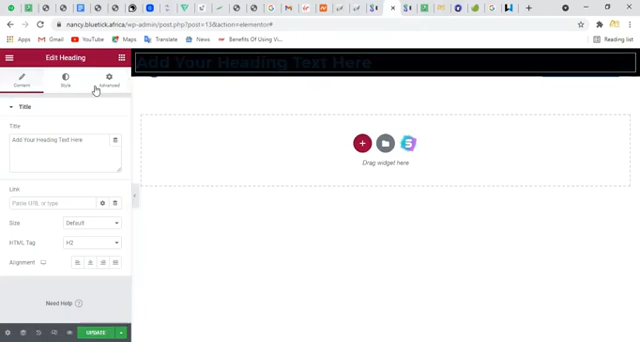 nancy.bluetick.africa/wp-admin/post.php?post=13&action=elementor
Apps
Gmail
YouTube
Maps
Translate
News
Benefits Of Using Vi...
Reading list
Edit Heading
Add Your Heading Text Here
Content
Style
Advanced
Title
Title
Add Your Heading Text Here
Drag widget here
Link
Paste URL or type
Size
Default
HTML Tag
H2
Alignment
Need Help
UPDATE